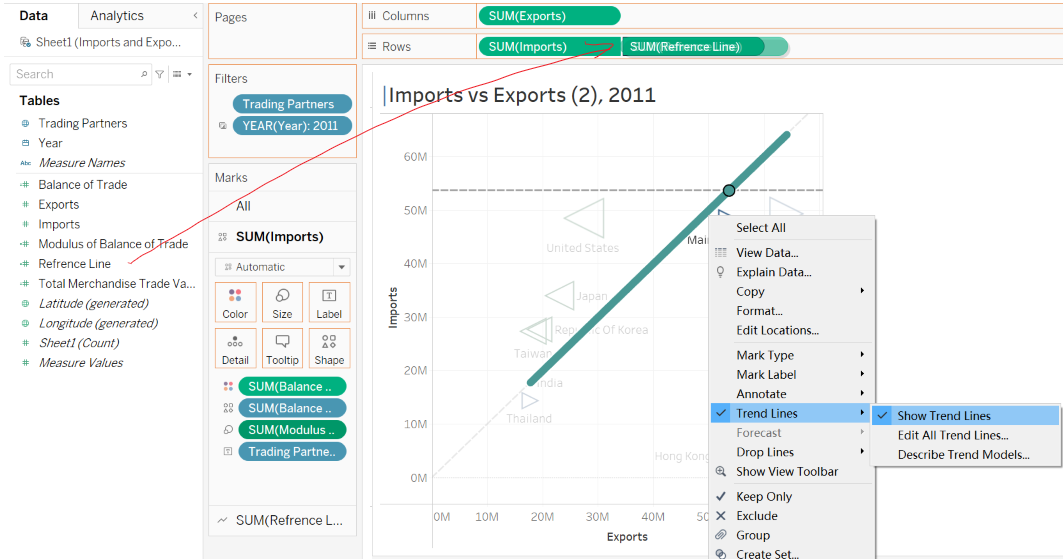 Data
Analytics
Sheet1 (Imports and Expo...
Search
Tables
Trading Partners
Year
Abc
Measure Names
Balance of Trade
Exports
Imports
Modulus of Balance of Trade
Refrence Line
Total Merchandise Trade Va...
Latitude (generated)
Longitude (generated)
Sheet1 (Count)
Measure Values
Pages
Filters
Trading Partners
YEAR(Year): 2011
Marks
All
SUM(Imports)
Automatic
Color
Size
Label
Detail
Tooltip
Shape
SUM(Balance ..
SUM(Balance ..
SUM(Modulus ..
Trading Partne..
SUM(Refrence L...
Columns
SUM(Exports)
Rows
SUM(Imports)
SUM(Refrence Line)
Imports vs Exports (2), 2011
60M
50M
40M
30M
20M
10M
0M
Imports
United States
Mai
Japan
Republic Of Korea
Taiwan
India
Thailand
Hong Kong
0M
10M
20M
30M
40M
50
Exports
Select All
View Data...
Explain Data...
Copy
Format...
Edit Locations...
Mark Type
Mark Label
Annotate
Trend Lines
Forecast
Drop Lines
Show View Toolbar
Keep Only
Exclude
Group
Create Set...
Show Trend Lines
Edit All Trend Lines...
Describe Trend Models...